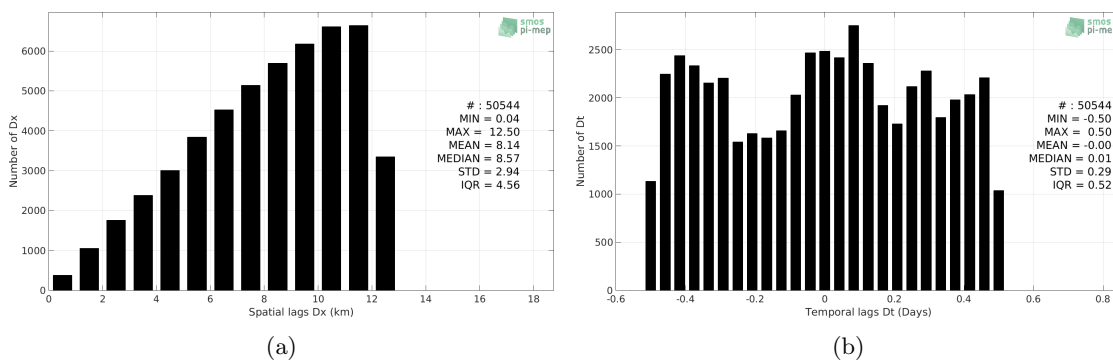 smos
pi-mep
7000
6000
5000
4000
3000
2000
1000
0
Number of Dx
# : 50544
MIN = 0.04
MAX = 12.50
MEAN = 8.14
MEDIAN = 8.57
STD = 2.94
IQR = 4.56
0 2 4 6 8 10 12 14 16 18
Spatial lags Dx (km)
(a)
smos
pi-mep
2500
2000
1500
1000
500
0
Number of Dt
# : 50544
MIN = -0.50
MAX = 0.50
MEAN = -0.00
MEDIAN = 0.01
STD = 0.29
IQR = 0.52
-0.6 -0.4 -0.2 0 0.2 0.4 0.6 0.8
Temporal lags Dt (Days)
(b)